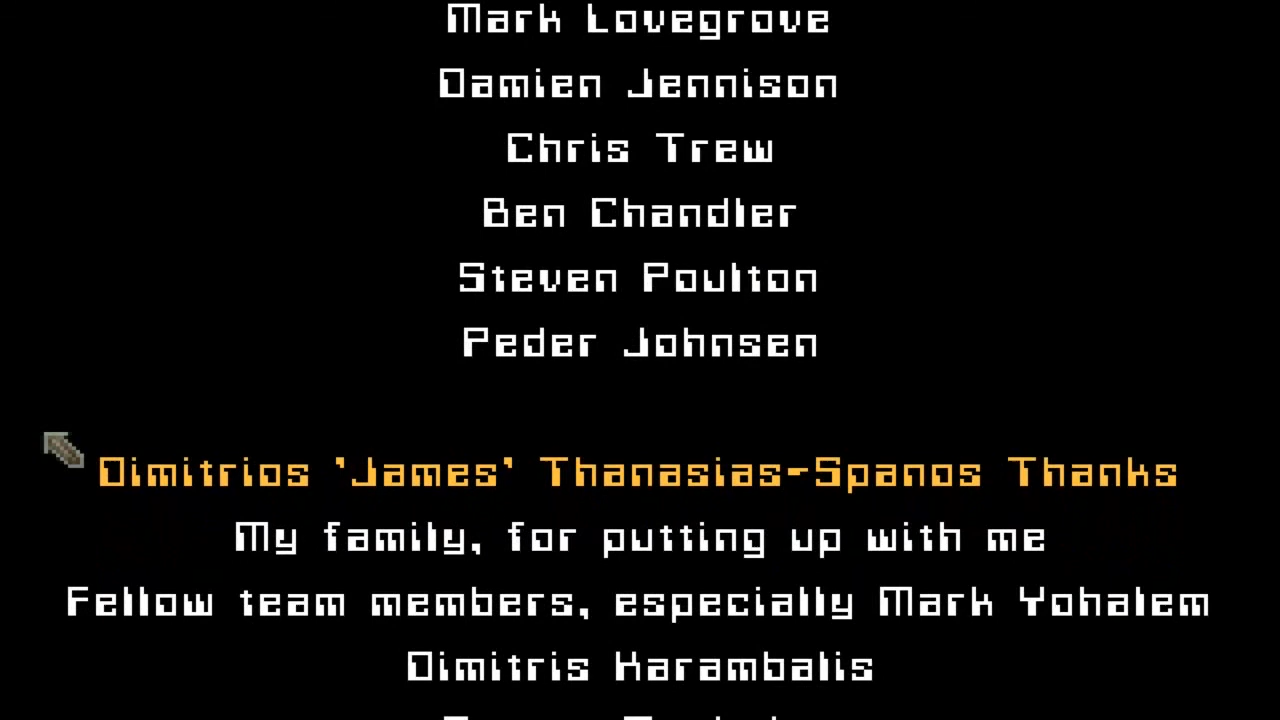 Mark Lovegrove
Damien Jennison
Chris Trew
Ben Chandler
Steven Poulton
Peder Johnsen
Dimitrios 'James' Thanasias-Spanos Thanks
My family, for putting up with me
Fellow team members, especially Mark Yohalem
Dimitris Karambalis